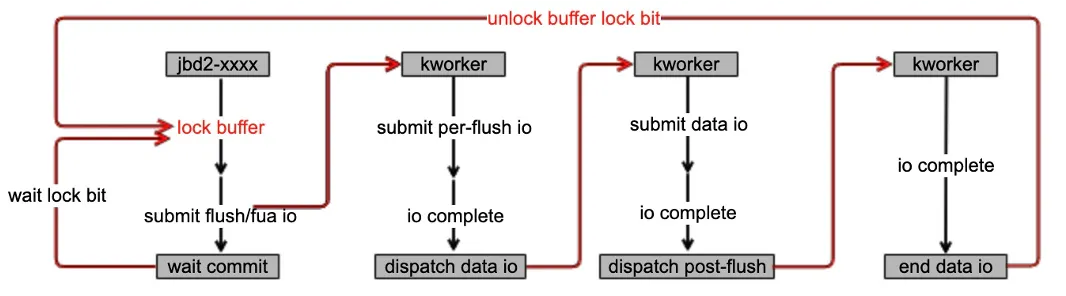 unlock buffer lock bit
jbd2-xxxx
lock buffer
wait lock bit
submit flush/fua io
wait commit
kworker
submit per-flush io
io complete
dispatch data io
kworker
submit data io
io complete
dispatch post-flush
kworker
io complete
end data io